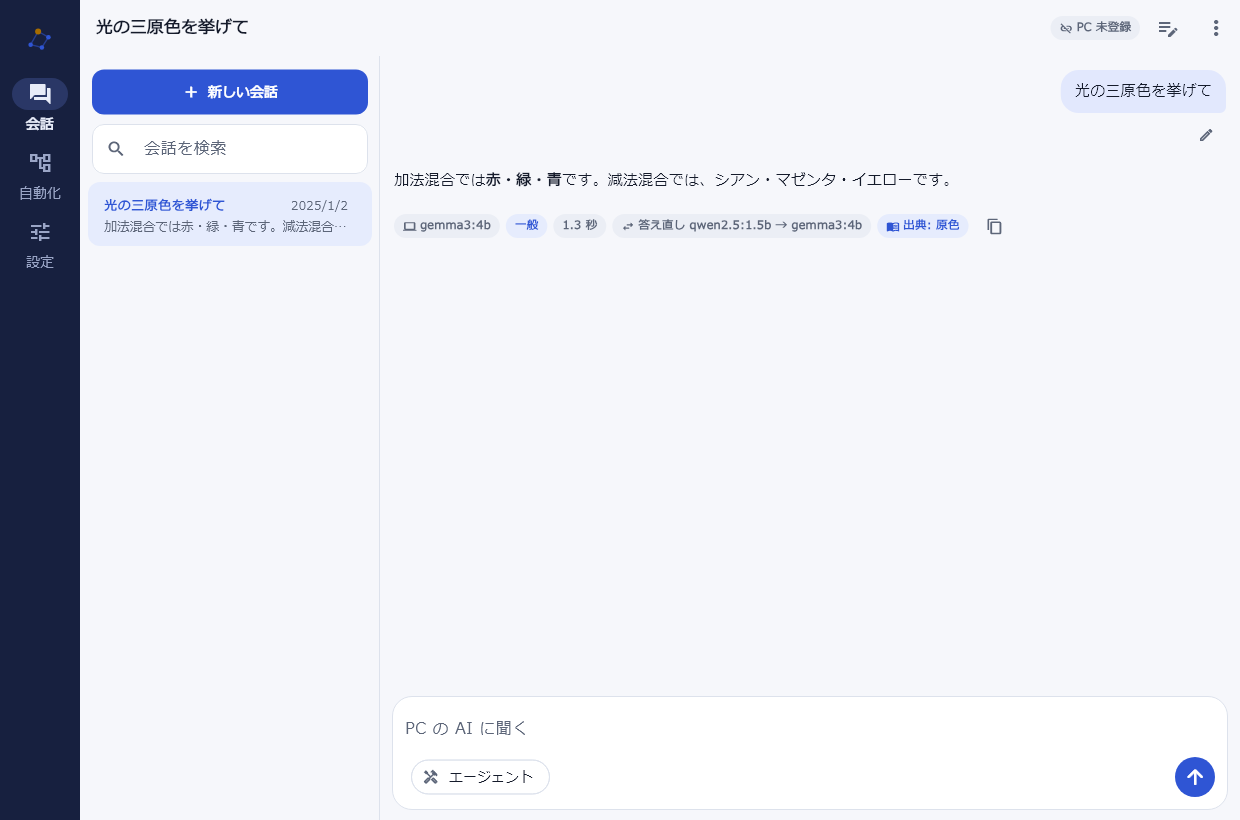 光の三原色を挙げて
PC 未登録
会話
自動化
設定
+ 新しい会話
会話を検索
光の三原色を挙げて 2025/1/2
加法混合では赤・緑・青です。減法混合…
光の三原色を挙げて
加法混合では赤・緑・青です。減法混合では、シアン・マゼンタ・イエローです。
gemma3:4b 一般 1.3 秒 答え直し qwen2.5:1.5b → gemma3:4b 出典: 原色
PC の AI に聞く
エージェント